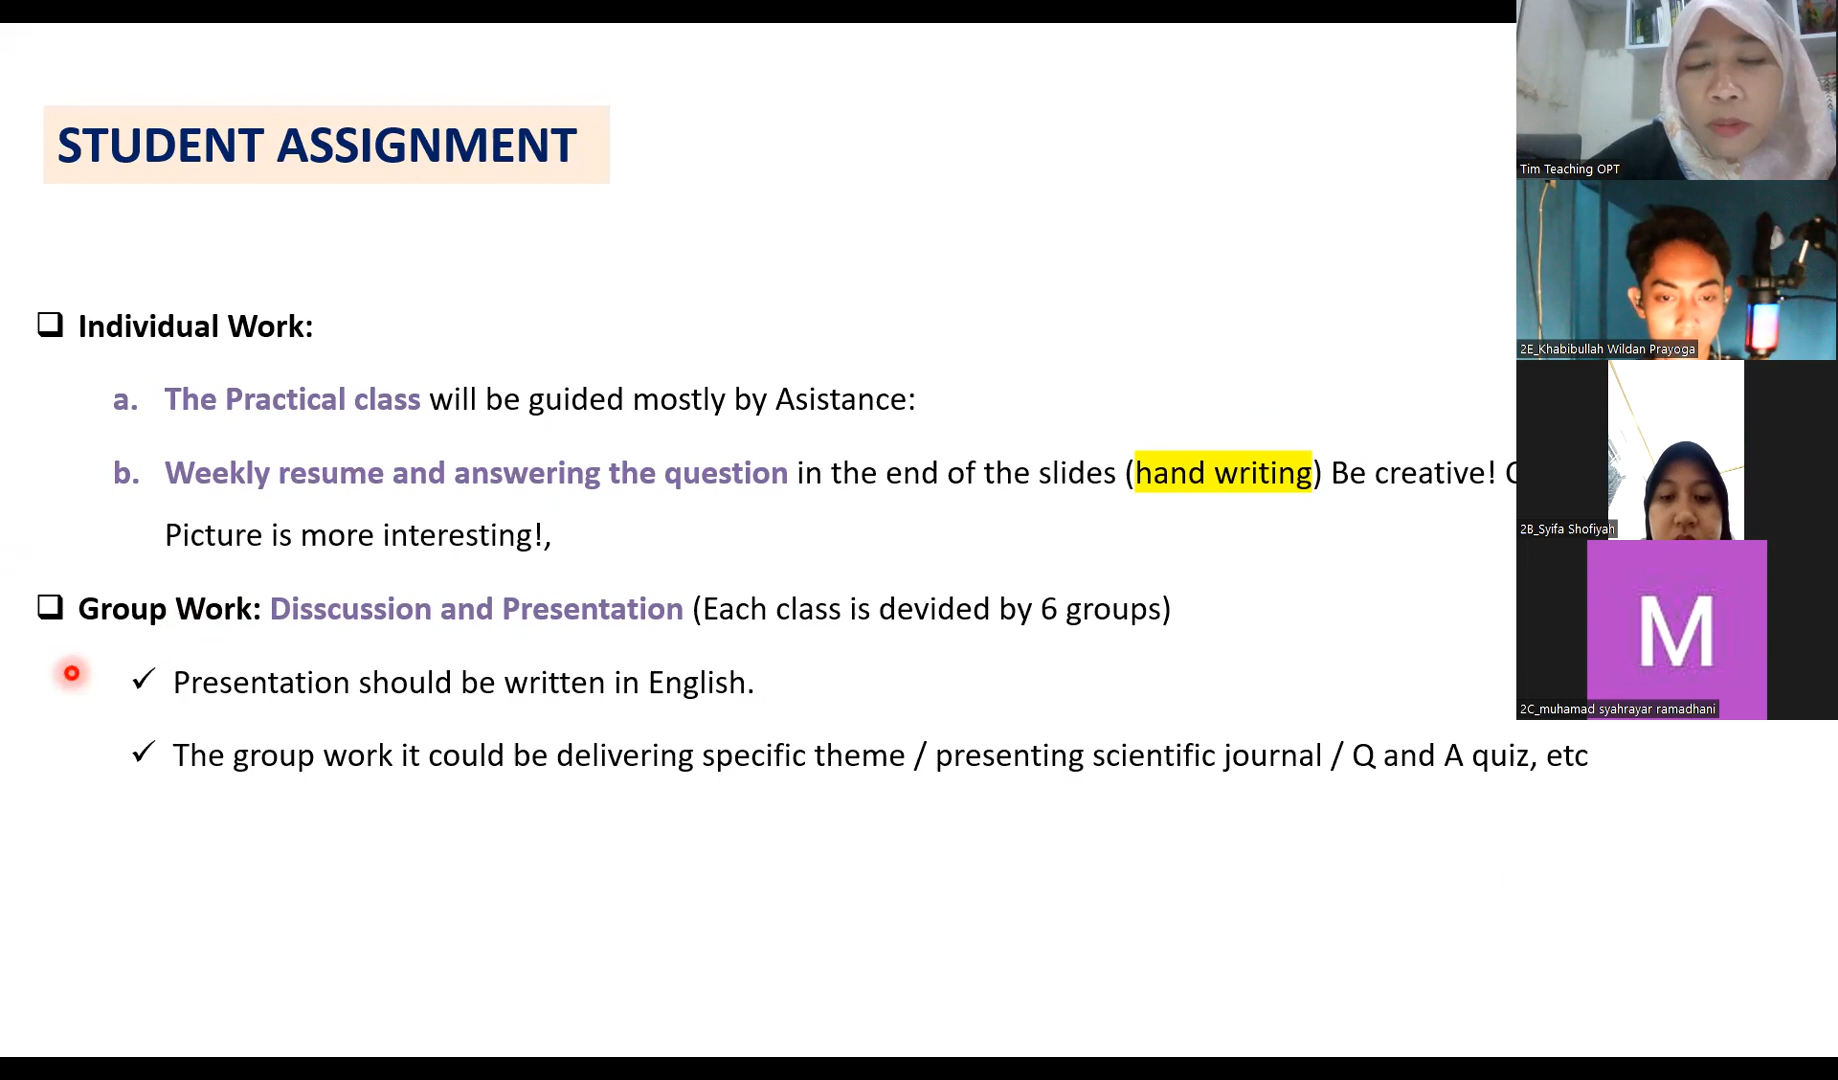 STUDENT ASSIGNMENT
Individual Work:
a. The Practical class will be guided mostly by Asistance:
b. Weekly resume and answering the question in the end of the slides (hand writing) Be creative!
Picture is more interesting!,
Group Work: Disscussion and Presentation (Each class is devided by 6 groups)
✓ Presentation should be written in English.
✓ The group work it could be delivering specific theme / presenting scientific journal / Q and A quiz, etc
Tim Teaching OPT
2E_Khabibullah Wildan Prayoga
2B_Syifa Shofiyah
M
2C_muhamad syahrayar ramadhani